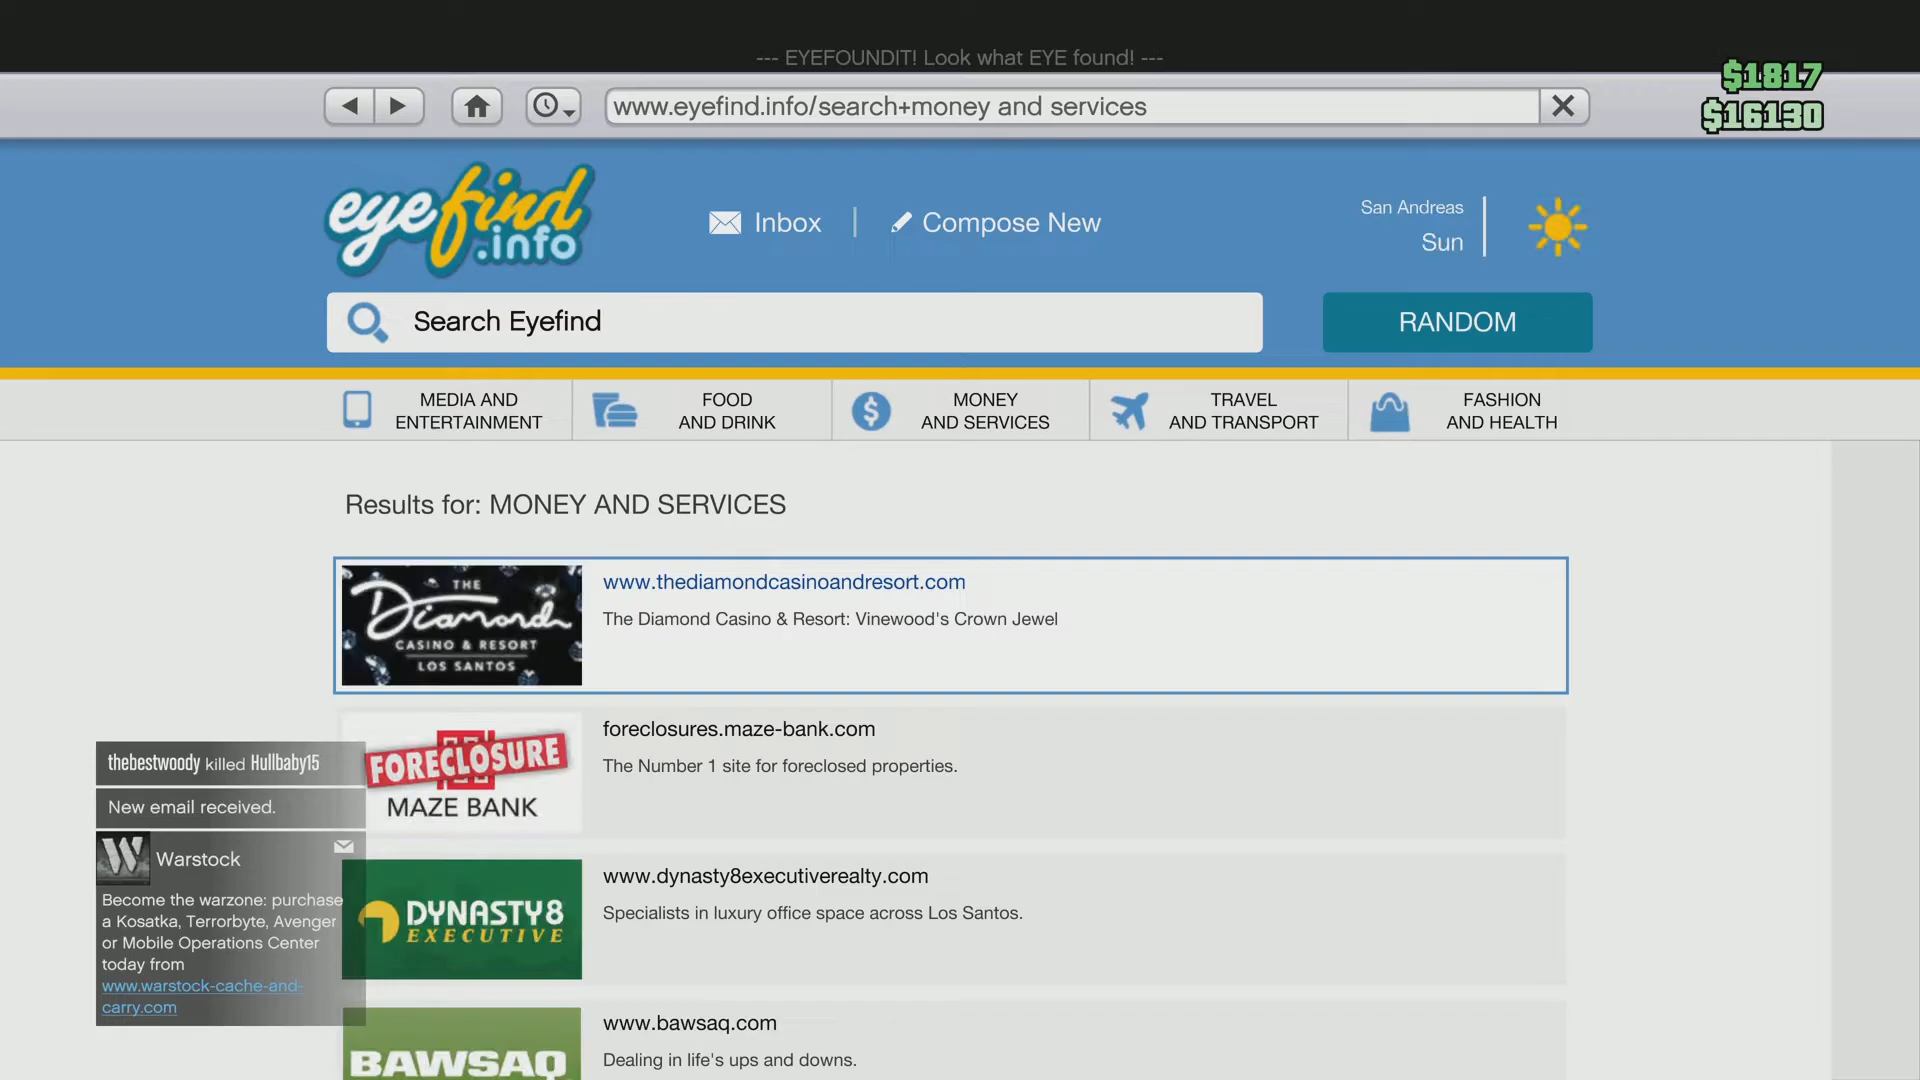 --- EYEFOUNDIT! Look what EYE found! ---
$1817
$16130
www.eyefind.info/search+money and services
eyefind
.info
Inbox
Compose New
San Andreas
Sun
Search Eyefind
RANDOM
MEDIA AND
ENTERTAINMENT
FOOD
AND DRINK
MONEY
AND SERVICES
TRAVEL
AND TRANSPORT
FASHION
AND HEALTH
Results for: MONEY AND SERVICES
THE
Diamond
CASINO & RESORT
LOS SANTOS
www.thediamondcasinoandresort.com
The Diamond Casino & Resort: Vinewood's Crown Jewel
FORECLOSURE
MAZE BANK
foreclosures.maze-bank.com
The Number 1 site for foreclosed properties.
DYNASTY8
EXECUTIVE
www.dynasty8executiverealty.com
Specialists in luxury office space across Los Santos.
BAWSAQ
www.bawsaq.com
Dealing in life's ups and downs.
thebestwoody killed Hullbaby15
New email received.
W
Warstock
Become the warzone: purchase
a Kosatka, Terrorbyte, Avenger
or Mobile Operations Center
today from
www.warstock-cache-and-
carry.com